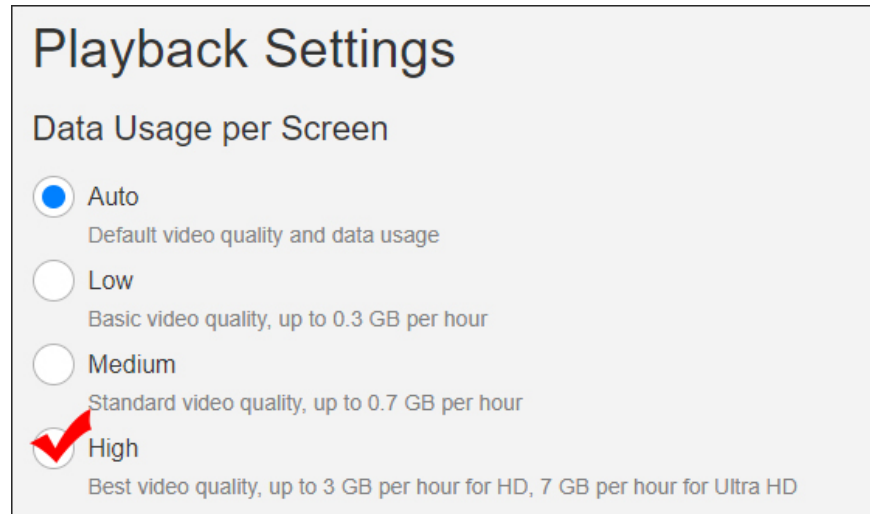 Playback Settings
Data Usage per Screen
Auto
Default video quality and data usage
Low
Basic video quality, up to 0.3 GB per hour
Medium
Standard video quality, up to 0.7 GB per hour
High
Best video quality, up to 3 GB per hour for HD, 7 GB per hour for Ultra HD